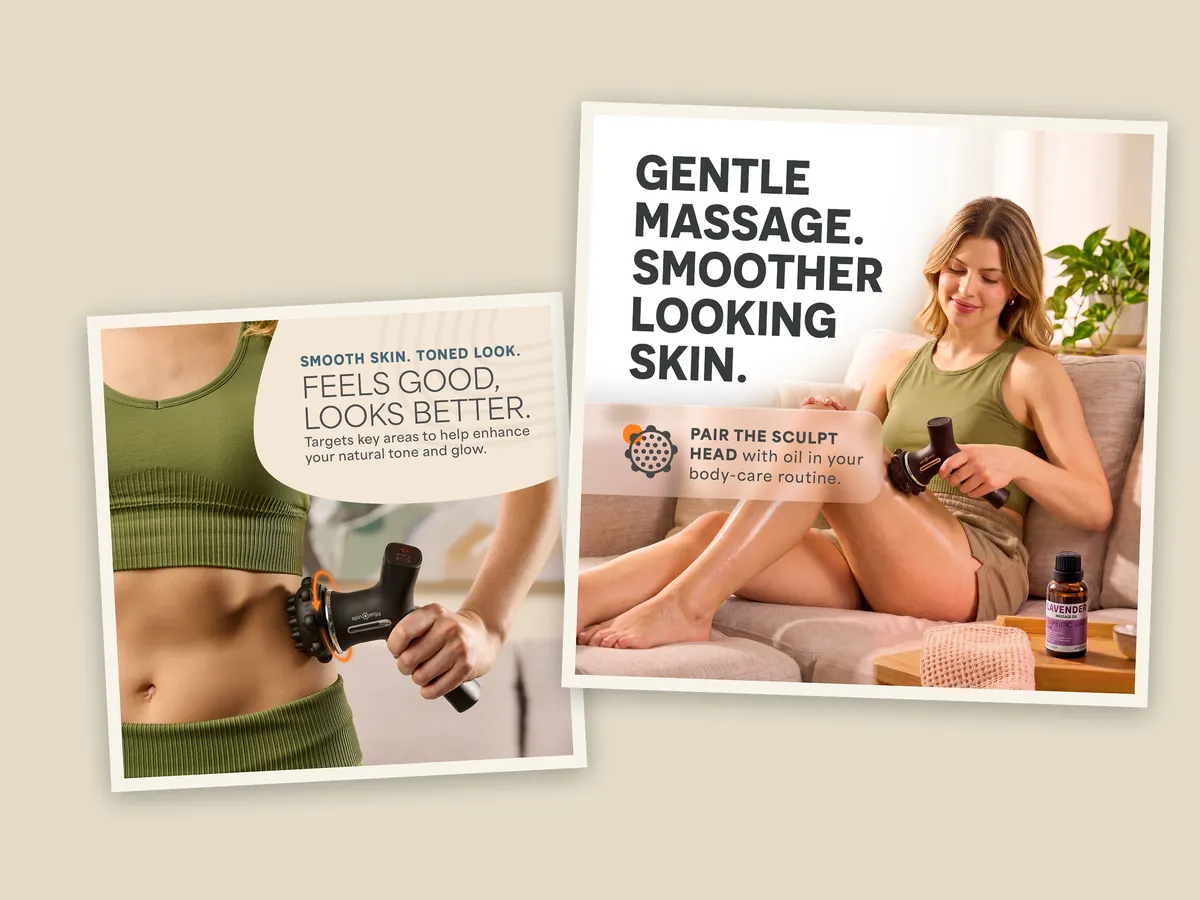 SMOOTH SKIN. TONED LOOK.
FEELS GOOD,
LOOKS BETTER.
Targets key areas to help enhance
your natural tone and glow.
GENTLE
MASSAGE.
SMOOTHER
LOOKING
SKIN.
PAIR THE SCULPT
HEAD with oil in your
body-care routine.
LAVENDER
MASSAGE OIL